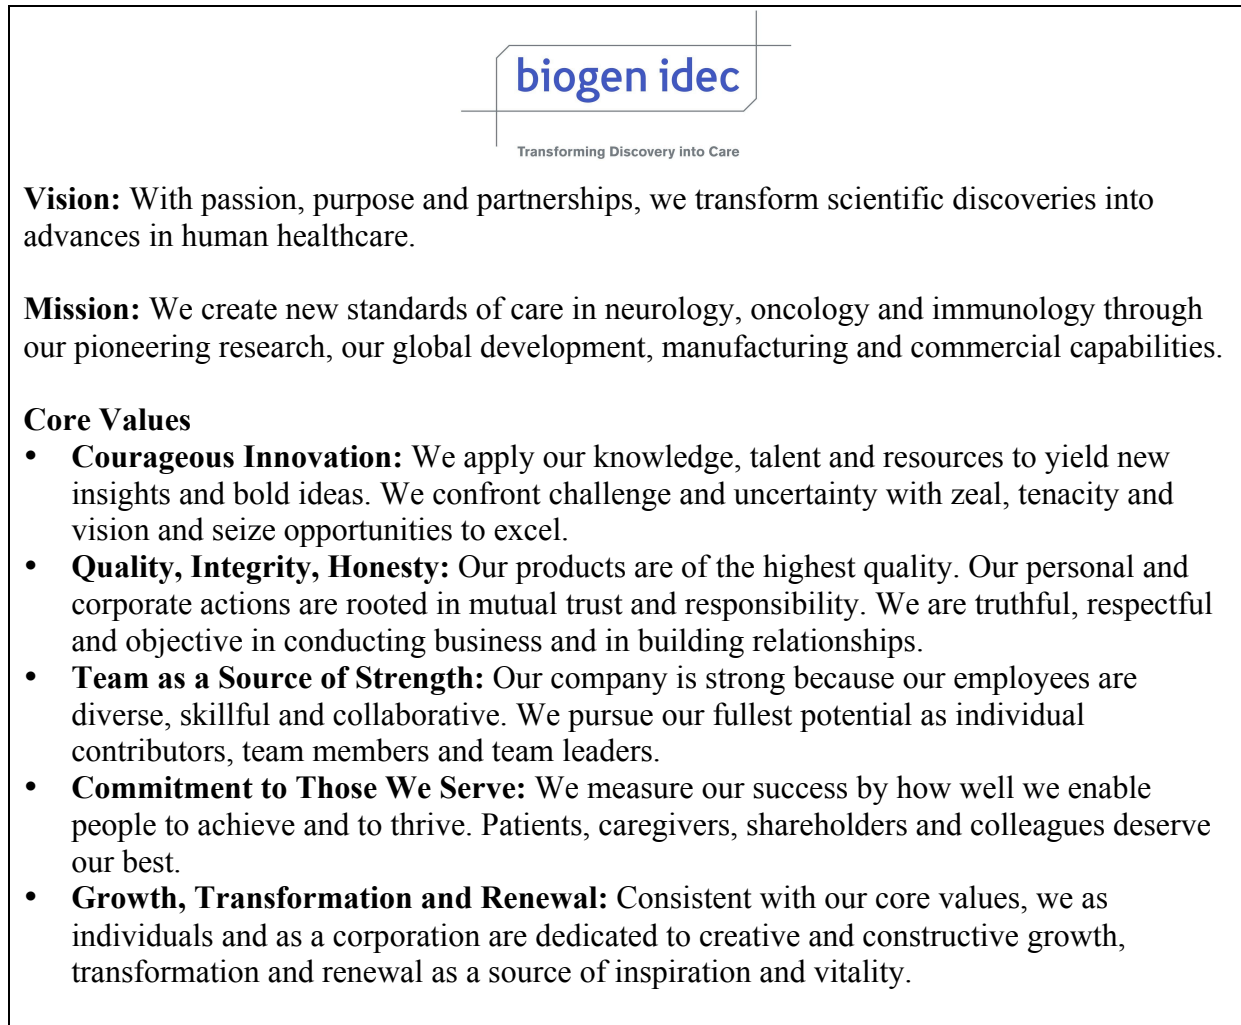 biogen idec
Transforming Discovery into Care
Vision: With passion, purpose and partnerships, we transform scientific discoveries into
advances in human healthcare.
Mission: We create new standards of care in neurology, oncology and immunology through
our pioneering research, our global development, manufacturing and commercial capabilities.
Core Values
• Courageous Innovation: We apply our knowledge, talent and resources to yield new
insights and bold ideas. We confront challenge and uncertainty with zeal, tenacity and
vision and seize opportunities to excel.
• Quality, Integrity, Honesty: Our products are of the highest quality. Our personal and
corporate actions are rooted in mutual trust and responsibility. We are truthful, respectful
and objective in conducting business and in building relationships.
• Team as a Source of Strength: Our company is strong because our employees are
diverse, skillful and collaborative. We pursue our fullest potential as individual
contributors, team members and team leaders.
• Commitment to Those We Serve: We measure our success by how well we enable
people to achieve and to thrive. Patients, caregivers, shareholders and colleagues deserve
our best.
• Growth, Transformation and Renewal: Consistent with our core values, we as
individuals and as a corporation are dedicated to creative and constructive growth,
transformation and renewal as a source of inspiration and vitality.